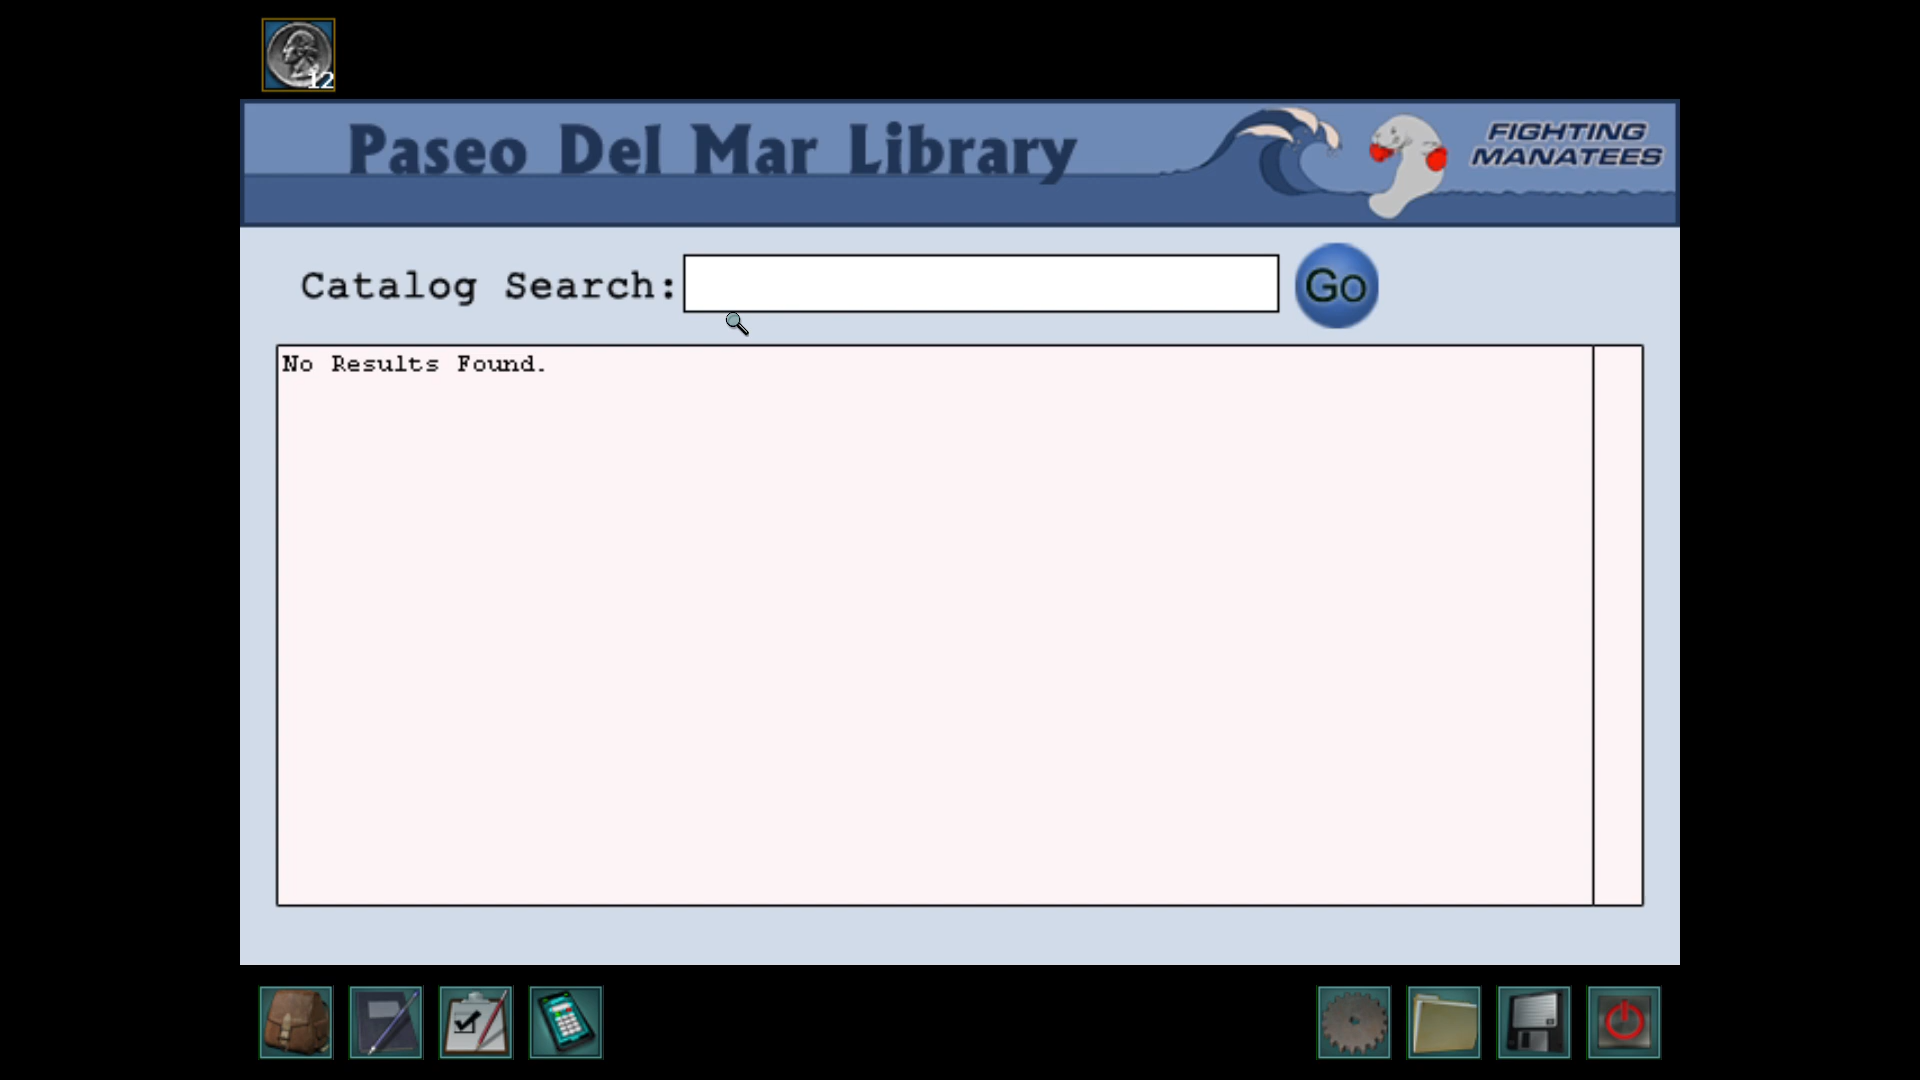 12
Paseo Del Mar Library
FIGHTING
MANATEES
Catalog Search:
Go
No Results Found.